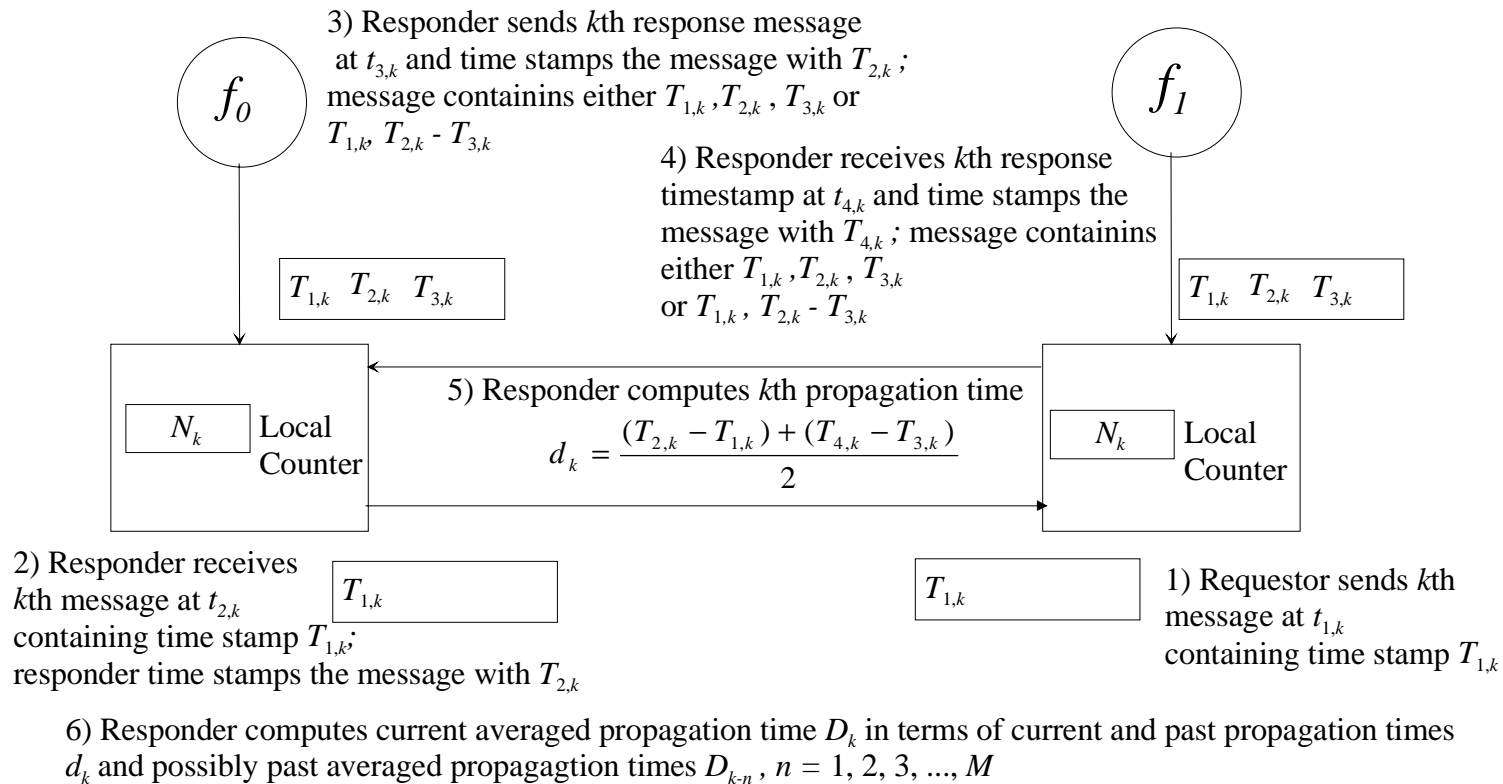 3) Responder sends kth response message
at t3,k and time stamps the message with T2,k ;
message containins either T1,k ,T2,k , T3,k or
T1,k, T2,k - T3,k
f0
f1
4) Responder receives kth response
timestamp at t4,k and time stamps the
message with T4,k ; message containins
either T1,k ,T2,k , T3,k
or T1,k , T2,k - T3,k
T1,k T2,k T3,k
T1,k T2,k T3,k
5) Responder computes kth propagation time
dk = (T2,k − T1,k) + (T4,k − T3,k) / 2
Nk Local
Counter
Nk Local
Counter
2) Responder receives
kth message at t2,k
containing time stamp T1,k;
responder time stamps the message with T2,k
T1,k
T1,k
1) Requestor sends kth
message at t1,k
containing time stamp T1,k
6) Responder computes current averaged propagation time Dk in terms of current and past propagation times
dk and possibly past averaged propagagtion times Dk-n , n = 1, 2, 3, ..., M